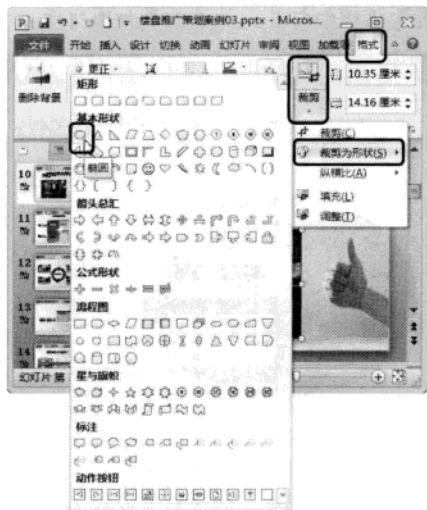 楼盘推广策划案例03.pptx - Micros...
文件 开始 插入 设计 切换 动画 幻灯片 审阅 视图 加载项 格式
更正
10.35 厘米
删除背景
裁剪
14.16 厘米
矩形
基本形状
裁剪(C)
裁剪为形状(S)
椭圆
纵横比(A)
10
填充(L)
箭头总汇
调整(T)
11
12
公式形状
13
流程图
14
星与旗帜
幻灯片 第
标注
动作按钮